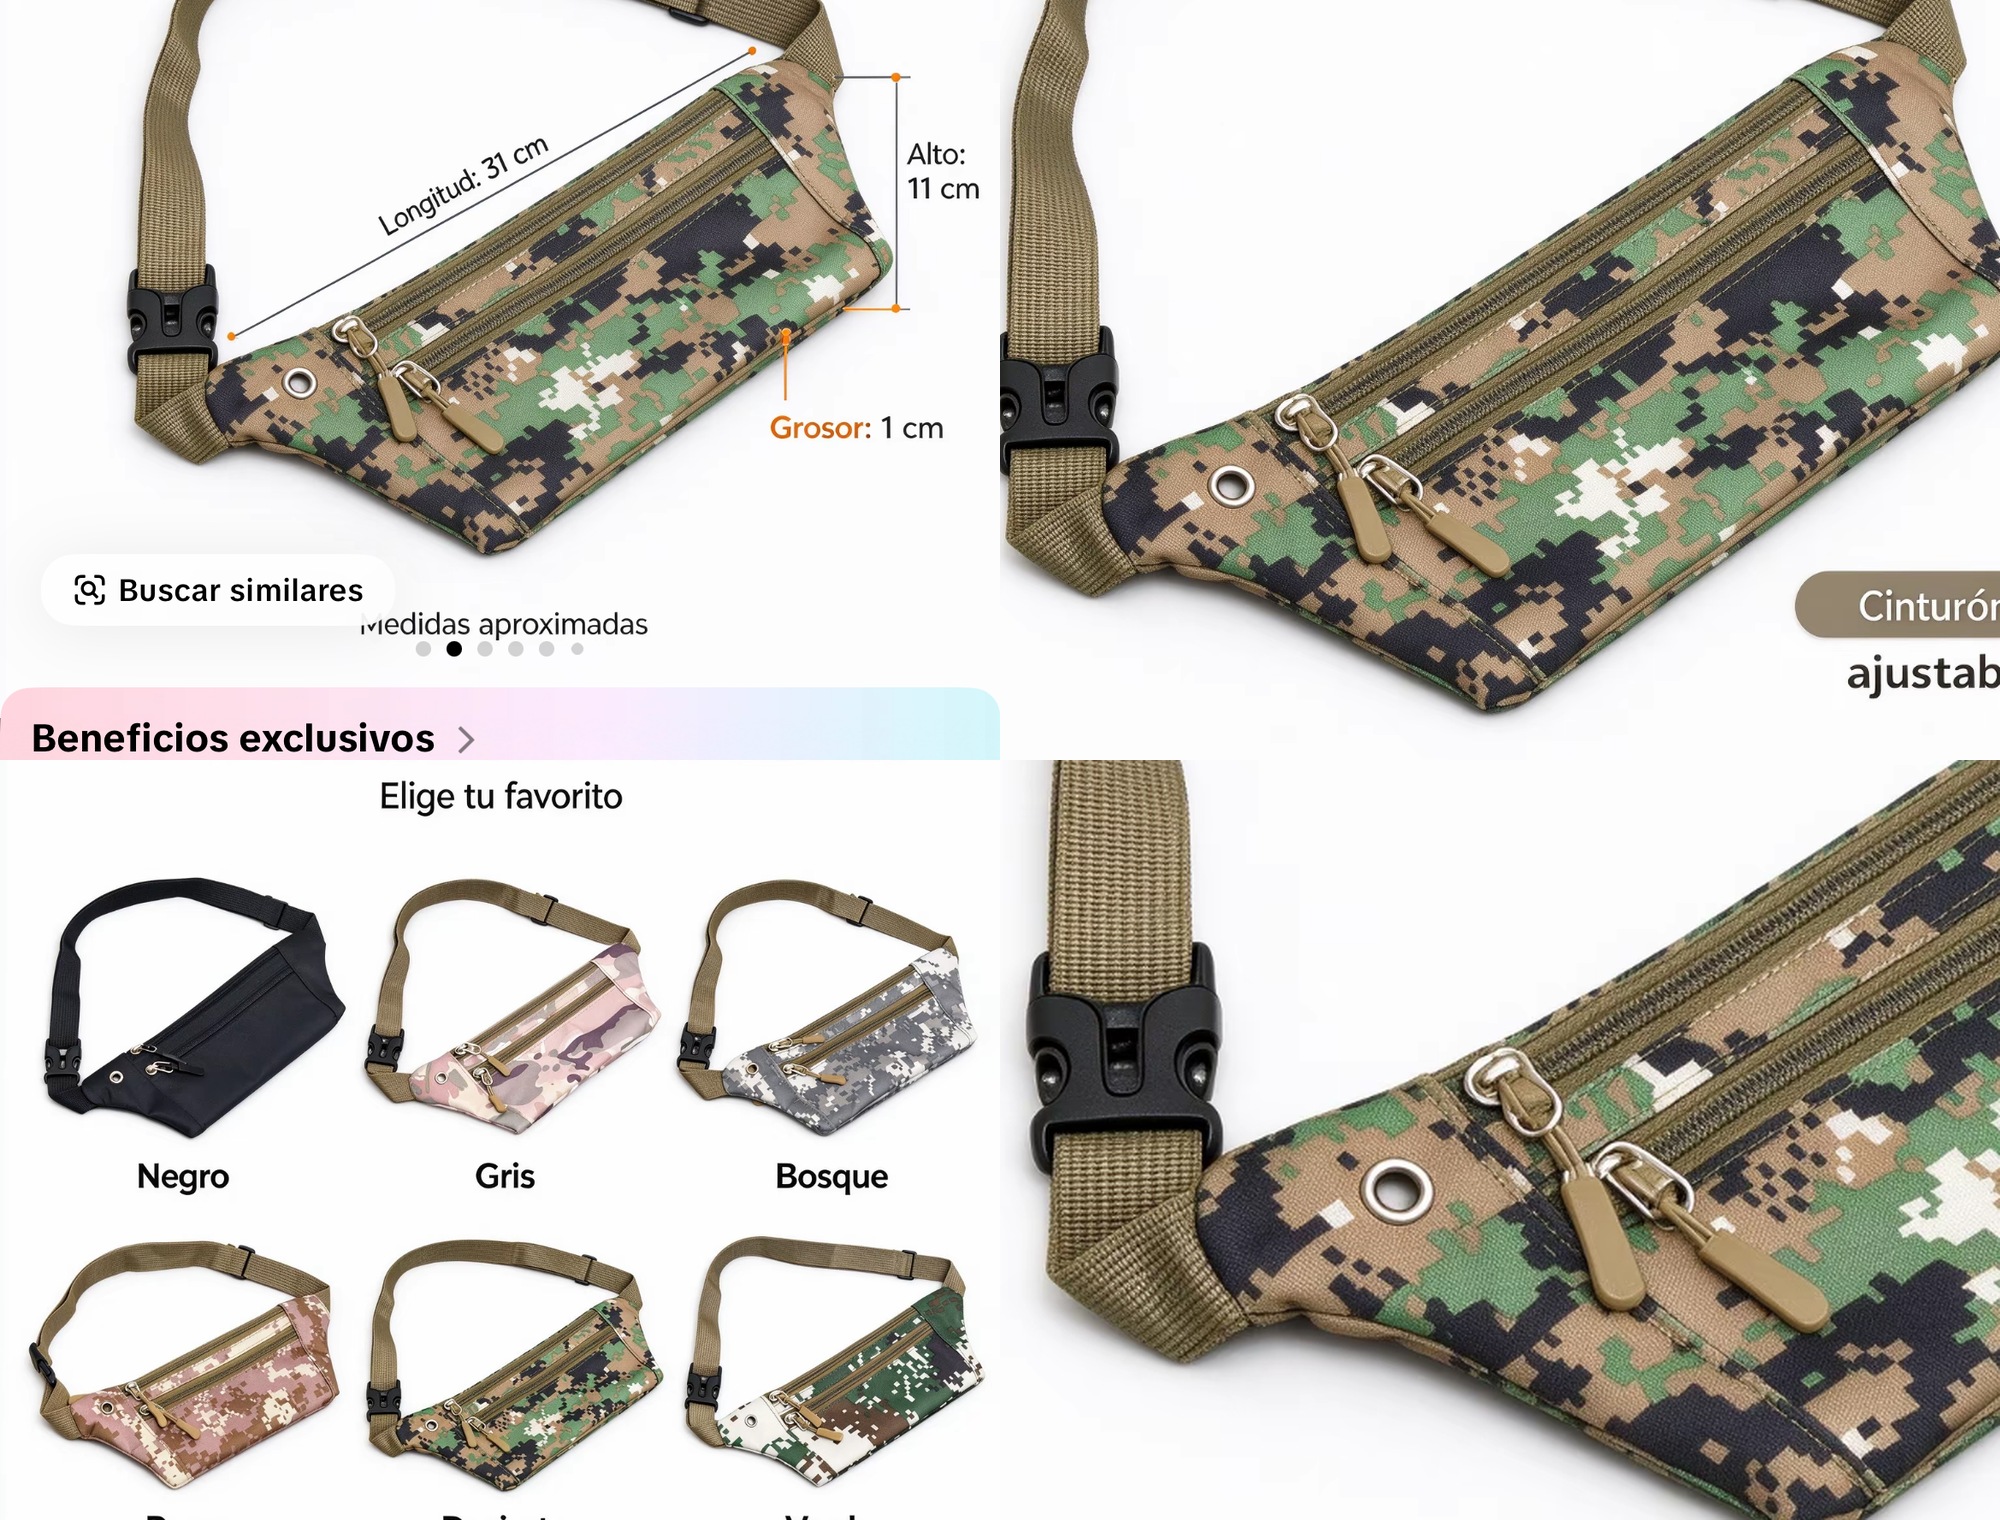 Longitud: 31 cm
Alto:
11 cm
Grosor: 1 cm
Buscar similares
Medidas aproximadas
Beneficios exclusivos
Cinturón
ajustab
Elige tu favorito
Negro
Gris
Bosque